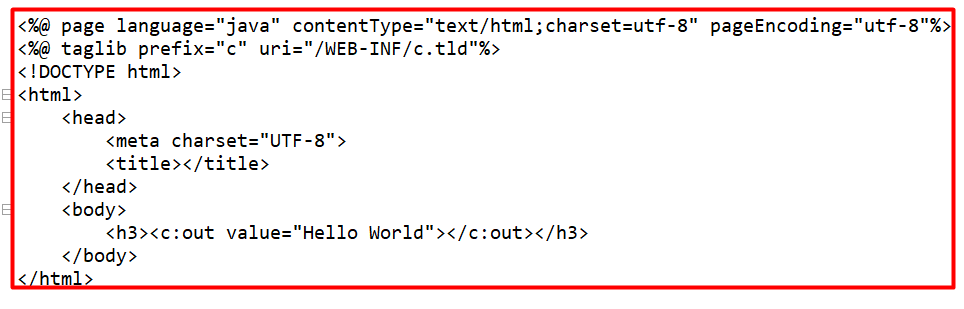 <%@ page language="java" contentType="text/html;charset=utf-8" pageEncoding="utf-8"%>
<%@ taglib prefix="c" uri="/WEB-INF/c.tld"%>
<!DOCTYPE html>
<html>
    <head>
        <meta charset="UTF-8">
        <title></title>
    </head>
    <body>
        <h3><c:out value="Hello World"></c:out></h3>
    </body>
</html>